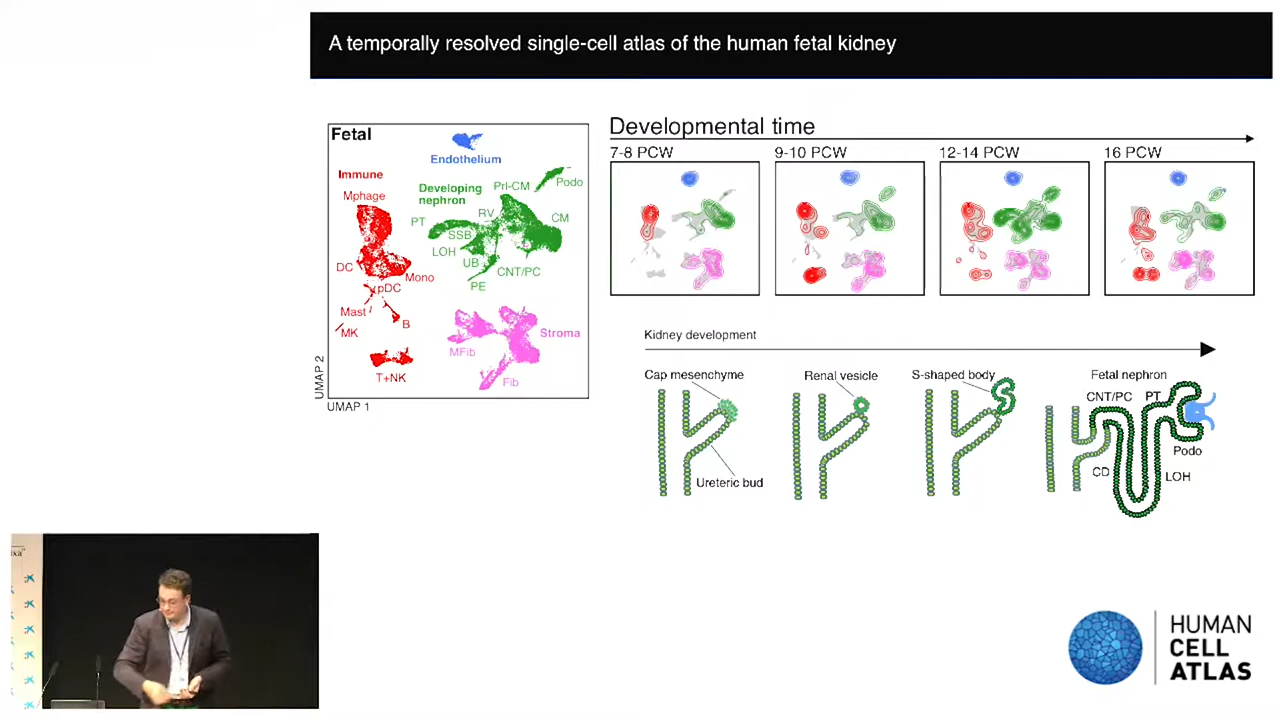 A temporally resolved single-cell atlas of the human fetal kidney
Fetal
Endothelium
Immune
Mphage
Developing
nephron
Prl-CM
Podo
PT
RV
CM
SSB
LOH
UB
CNT/PC
PE
DC
Mono
pDC
Mast
B
MK
T+NK
Stroma
MFib
Fib
UMAP 2
UMAP 1
Developmental time
7-8 PCW
9-10 PCW
12-14 PCW
16 PCW
Kidney development
Cap mesenchyme
Renal vesicle
S-shaped body
Fetal nephron
Ureteric bud
CNT/PC
PT
Podo
CD
LOH
HUMAN
CELL
ATLAS